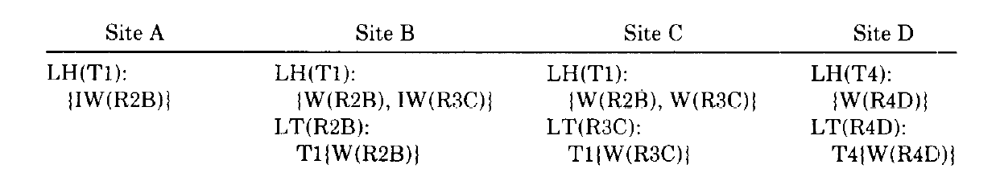 Site A Site B Site C Site D
LH(T1): LH(T1): LH(T1): LH(T4):
{IW(R2B)} {W(R2B), IW(R3C)} {W(R2B), W(R3C)} {W(R4D)}
LT(R2B): LT(R3C): LT(R4D):
T1{W(R2B)} T1{W(R3C)} T4{W(R4D)}